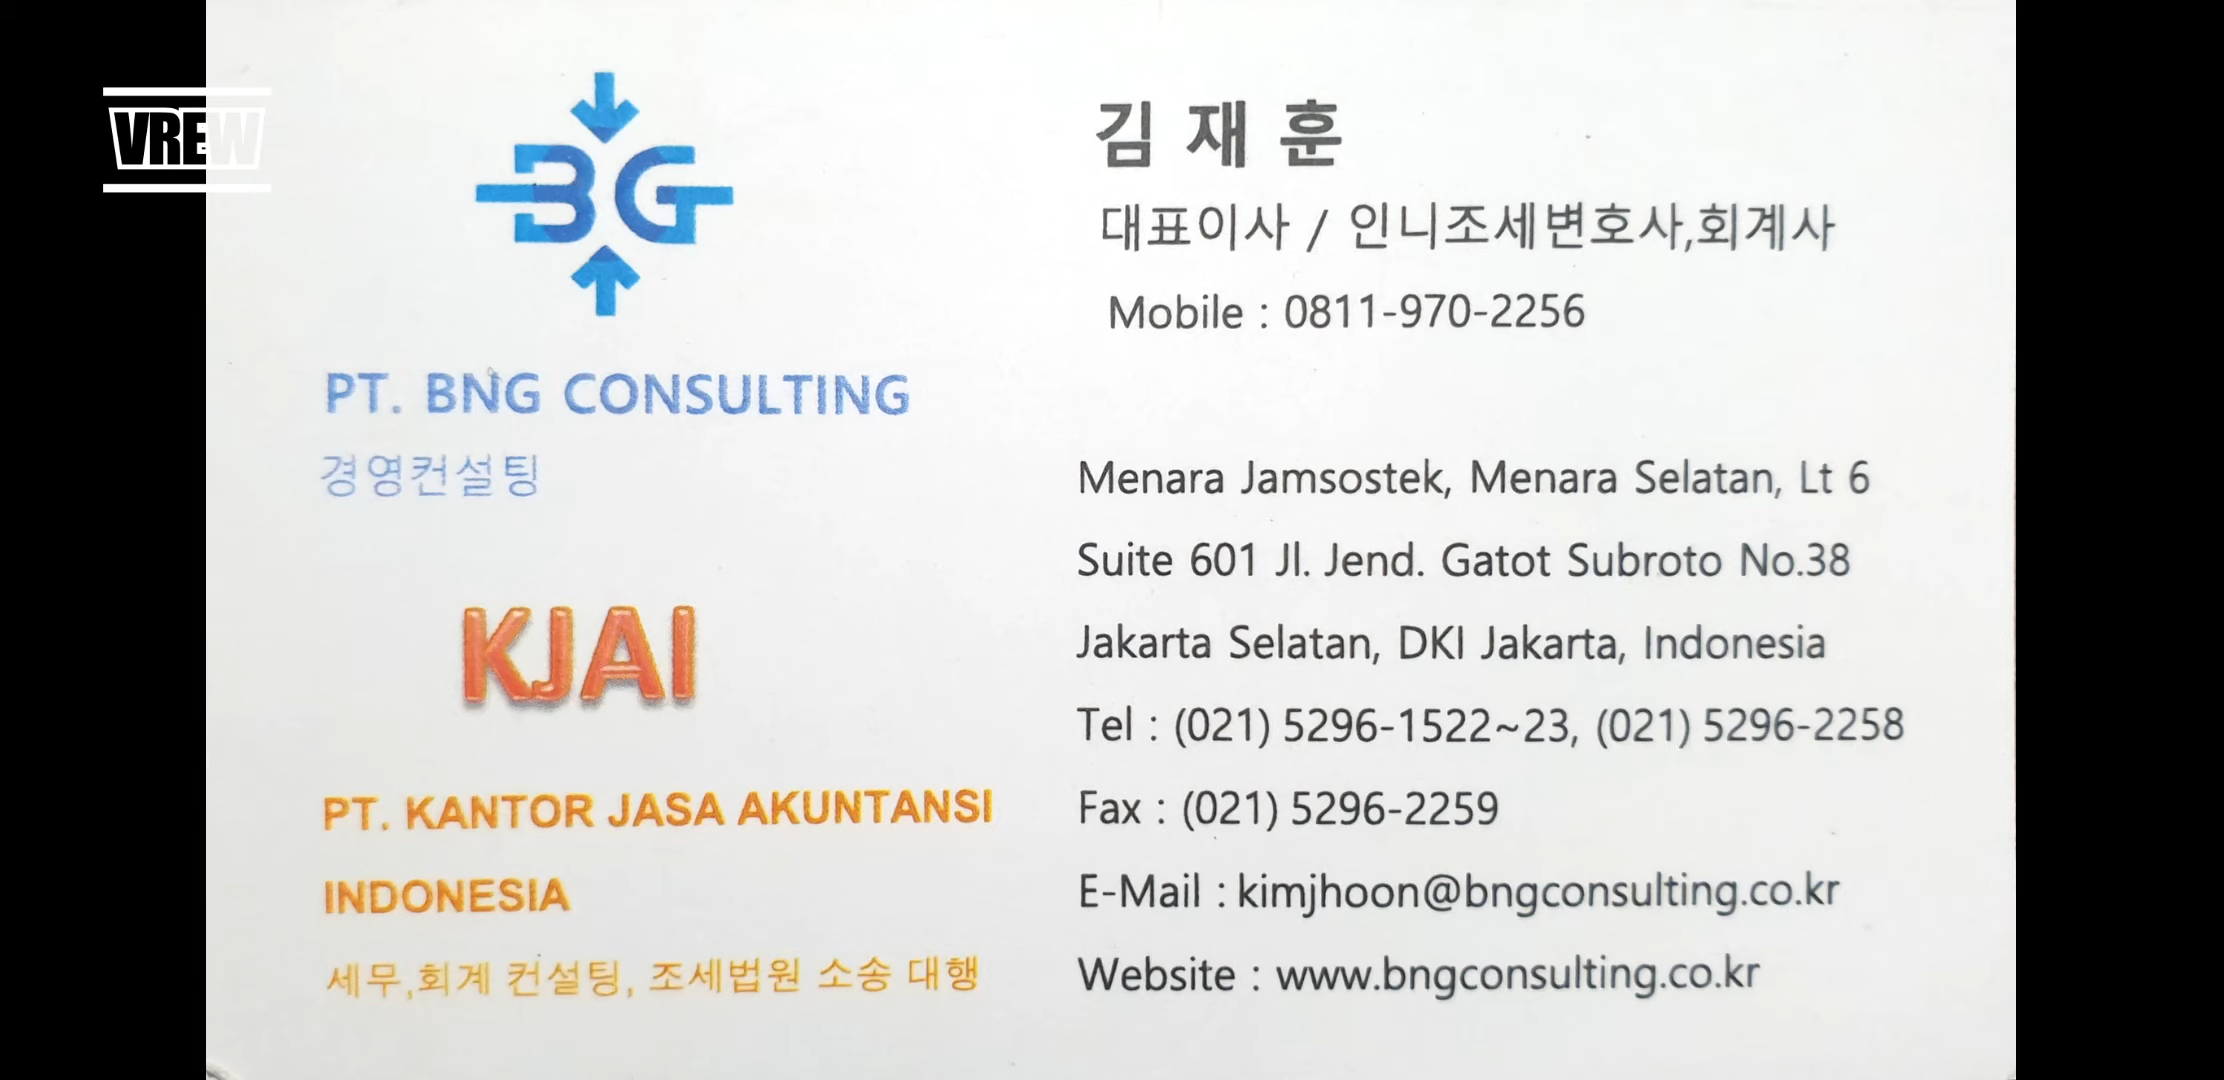 VREW
BG
PT. BNG CONSULTING
경영컨설팅
KJAI
PT. KANTOR JASA AKUNTANSI
INDONESIA
세무,회계 컨설팅, 조세법원 소송 대행
김 재 훈
대표이사 / 인니조세변호사,회계사
Mobile : 0811-970-2256
Menara Jamsostek, Menara Selatan, Lt 6
Suite 601 Jl. Jend. Gatot Subroto No.38
Jakarta Selatan, DKI Jakarta, Indonesia
Tel : (021) 5296-1522~23, (021) 5296-2258
Fax : (021) 5296-2259
E-Mail : kimjhoon@bngconsulting.co.kr
Website : www.bngconsulting.co.kr